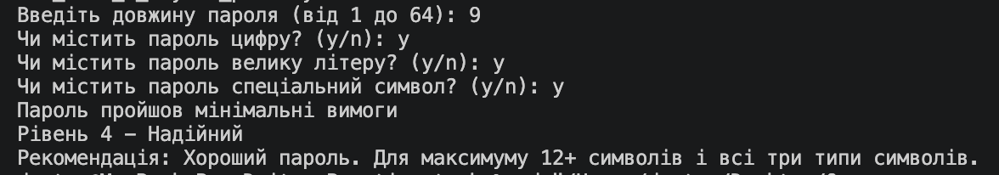 Введіть довжину пароля (від 1 до 64): 9
Чи містить пароль цифру? (y/n): y
Чи містить пароль велику літеру? (y/n): y
Чи містить пароль спеціальний символ? (y/n): y
Пароль пройшов мінімальні вимоги
Рівень 4 – Надійний
Рекомендація: Хороший пароль. Для максимуму 12+ символів і всі три типи символів.